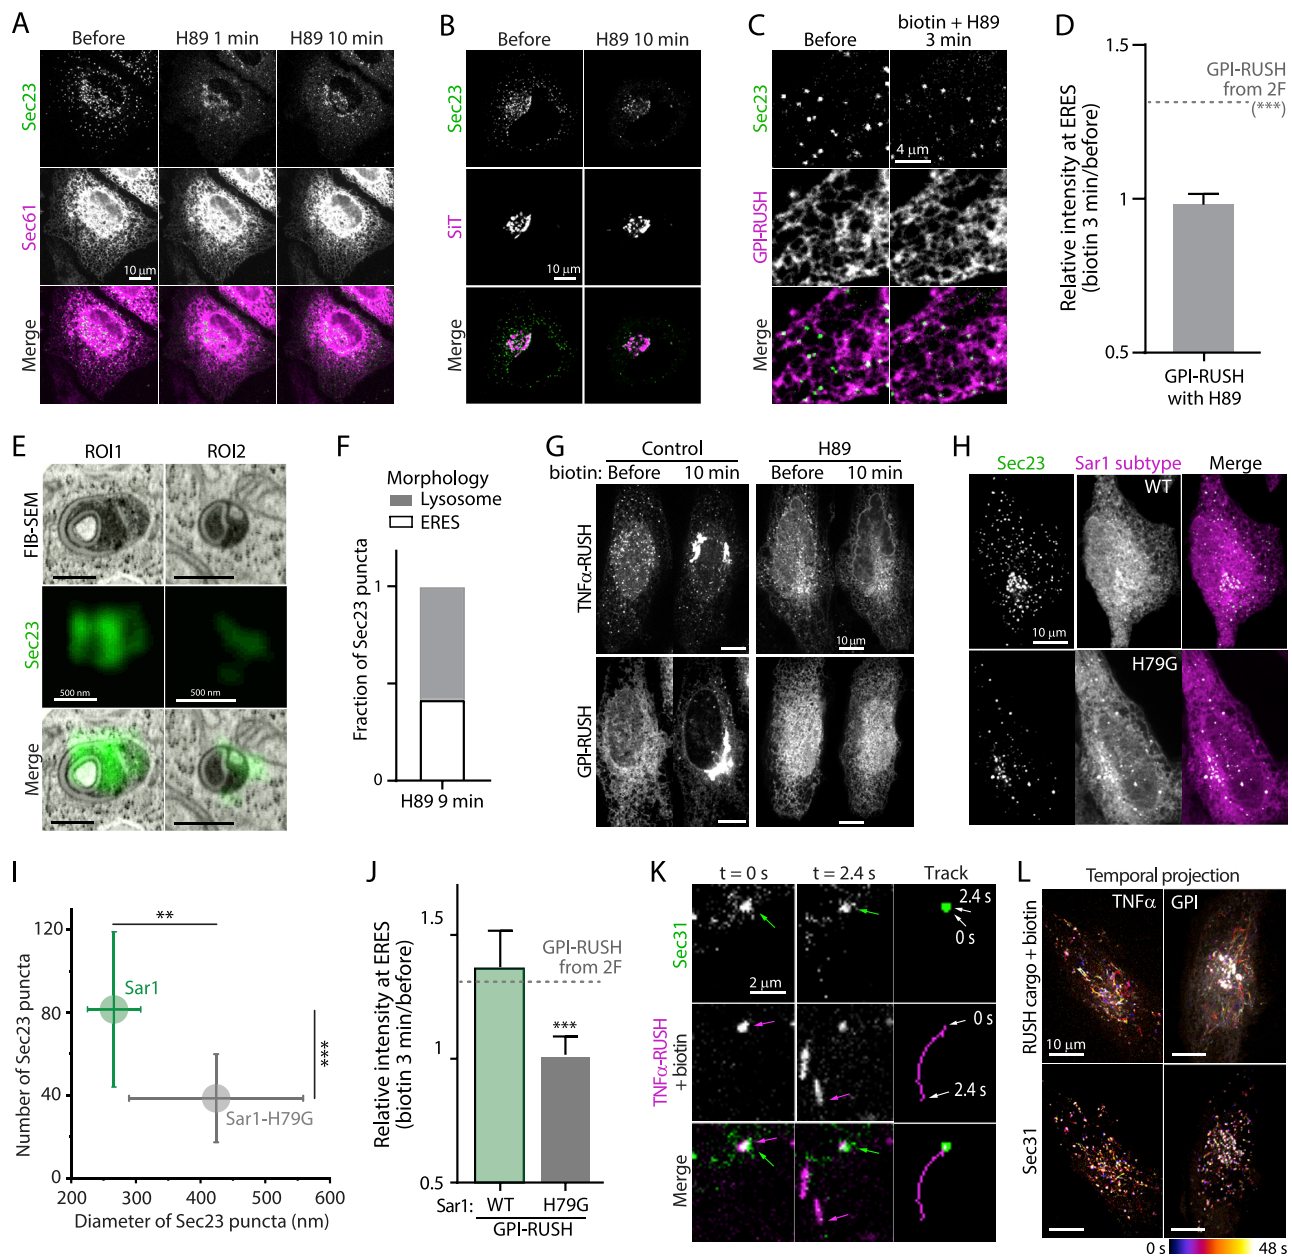 A
Before
H89 1 min
H89 10 min
Sec23
Sec61
10 μm
Merge
B
Before
H89 10 min
Sec23
SiT
10 μm
Merge
C
Before
biotin + H89
3 min
Sec23
4 μm
GPI-RUSH
Merge
D
Relative intensity at ERES
(biotin 3 min/before)
1.5
1
0.5
GPI-RUSH
from 2F
(***)
GPI-RUSH
with H89
E
ROI1
ROI2
FIB-SEM
Sec23
500 nm
500 nm
Merge
F
Morphology
Lysosome
ERES
Fraction of Sec23 puncta
1
0
H89 9 min
G
Control
H89
biotin:
Before
10 min
Before
10 min
TNFα-RUSH
10 μm
GPI-RUSH
H
Sec23
Sar1 subtype
Merge
WT
10 μm
H79G
I
Number of Sec23 puncta
120
80
40
0
**
***
Sar1
Sar1-H79G
200
300
400
500
600
Diameter of Sec23 puncta (nm)
J
Relative intensity at ERES
(biotin 3 min/before)
1.5
1
0.5
GPI-RUSH
from 2F
***
Sar1:
WT
H79G
GPI-RUSH
K
t = 0 s
t = 2.4 s
Track
Sec31
2 μm
2.4 s
0 s
TNFα-RUSH
+ biotin
0 s
2.4 s
Merge
L
Temporal projection
TNFα
GPI
RUSH cargo + biotin
10 μm
Sec31
0 s
48 s